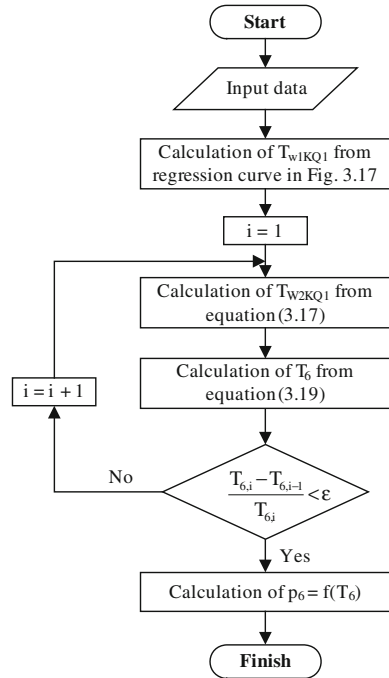 Start
Input data
Calculation of T_w1KQ1 from
regression curve in Fig. 3.17
i = 1
Calculation of T_W2KQ1 from
equation (3.17)
Calculation of T_6 from
equation (3.19)
i = i + 1
No
(T_6,i − T_6,i−1) / T_6,i < ε
Yes
Calculation of p_6 = f(T_6)
Finish